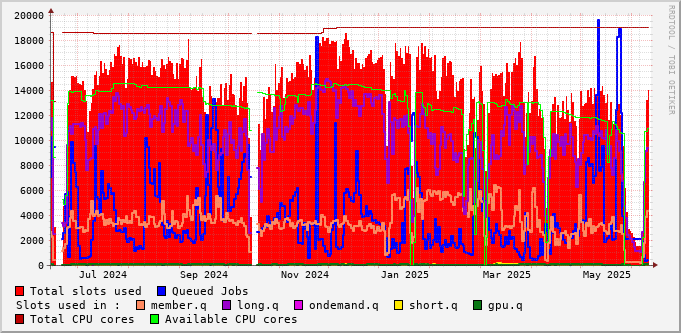 20000
18000
16000
14000
12000
10000
8000
6000
4000
2000
0
Jul 2024 Sep 2024 Nov 2024 Jan 2025 Mar 2025 May 2025
Total slots used Queued Jobs
Slots used in : member.q long.q ondemand.q short.q gpu.q
Total CPU cores Available CPU cores
RRDTOOL / TOBI OETIKER